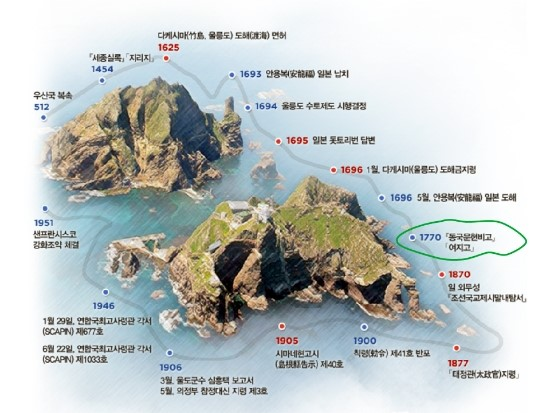 다케시마(竹島, 울릉도) 도해(渡海) 면허
1625
『세종실록』「지리지」
1454
우산국 복속
512
1693 안용복(安龍福) 일본 납치
1694 울릉도 수토제도 시행결정
1695 일본 돗토리번 답변
1696 1월, 다케시마(울릉도) 도해금지령
1696 5월, 안용복(安龍福) 일본 도해
1770 『동국문헌비고』
「여지고」
1870
일 외무성
『조선국교제시말내탐서』
1877
「태정관(太政官)지령」
1900
칙령(勅令) 제41호 반포
1905
시마네현고시
(島根縣告示) 제40호
1906
3월, 울도군수 심흥택 보고서
5월, 의정부 참정대신 지령 제3호
1946
1월 29일, 연합국최고사령관 각서
(SCAPIN) 제677호
6월 22일, 연합국최고사령관 각서
(SCAPIN) 제1033호
1951
샌프란시스코
강화조약 체결